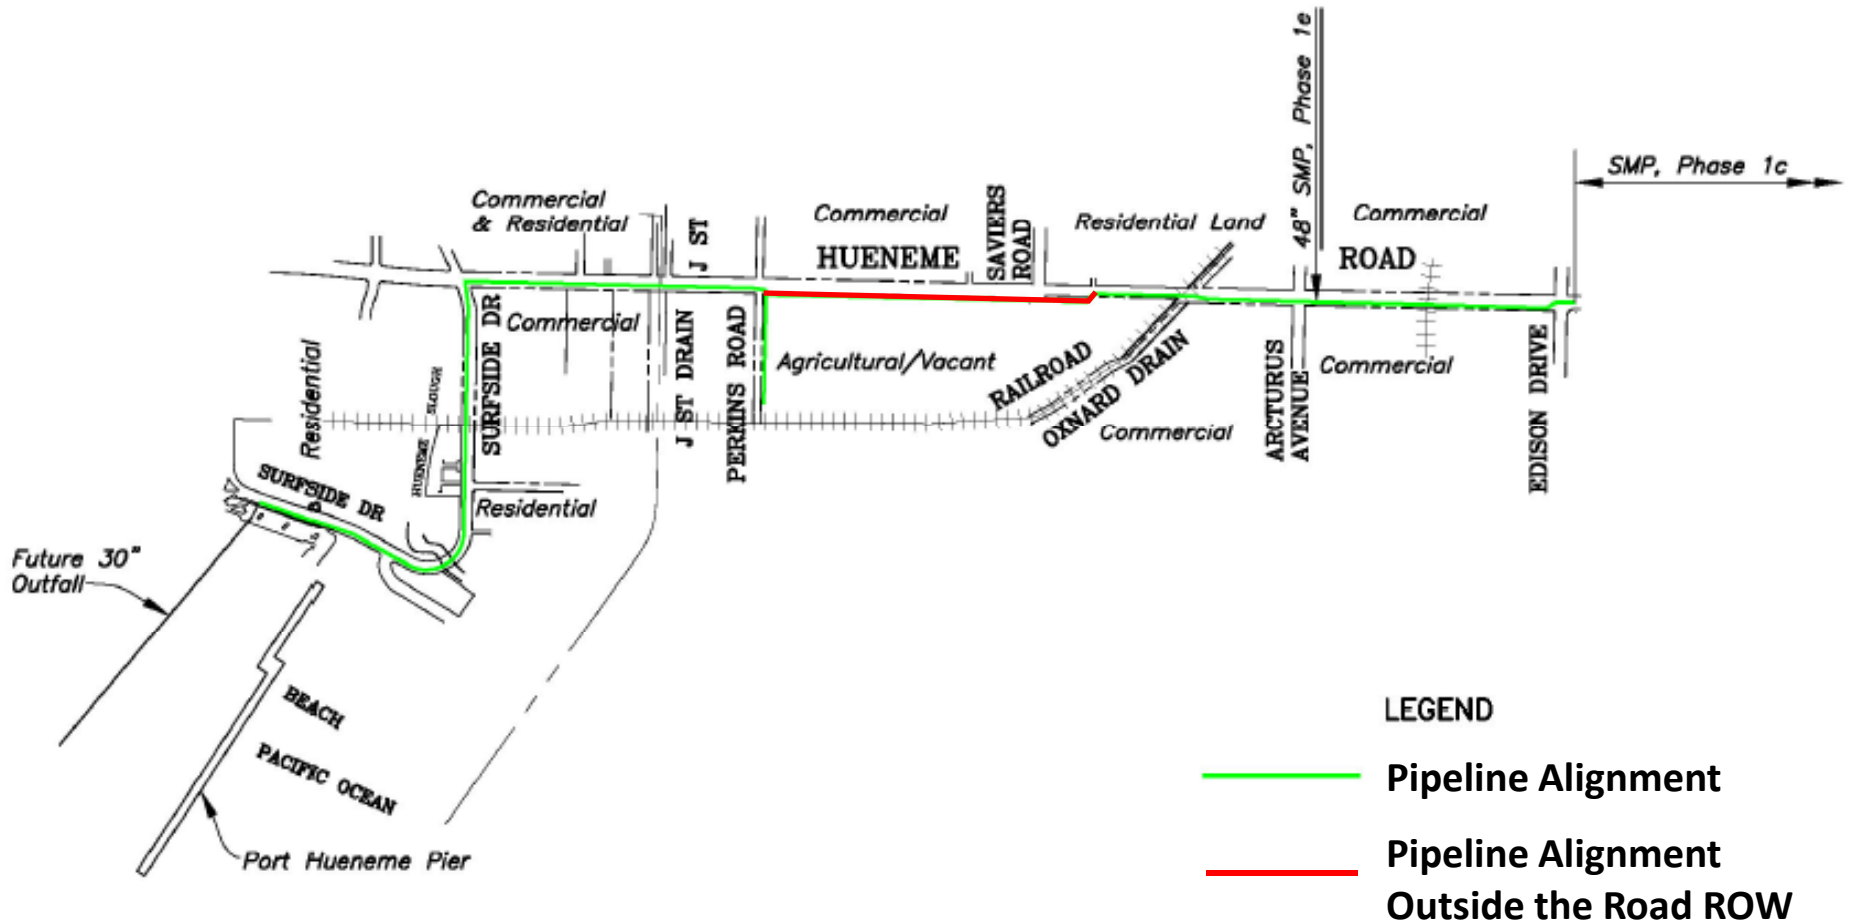 48" SMP, Phase 1e
SMP, Phase 1c
Commercial
& Residential
J ST
Commercial
SAVIERS
ROAD
Residential Land
Commercial
HUENEME
ROAD
Commercial
SURFSIDE DR
Residential
HUENEME SLOUGH
J ST DRAIN
PERKINS ROAD
Agricultural/Vacant
RAILROAD
OXNARD DRAIN
Commercial
ARCTURUS
AVENUE
Commercial
EDISON DRIVE
SURFSIDE DR
Residential
Future 30"
Outfall
BEACH
PACIFIC OCEAN
Port Hueneme Pier
LEGEND
Pipeline Alignment
Pipeline Alignment
Outside the Road ROW